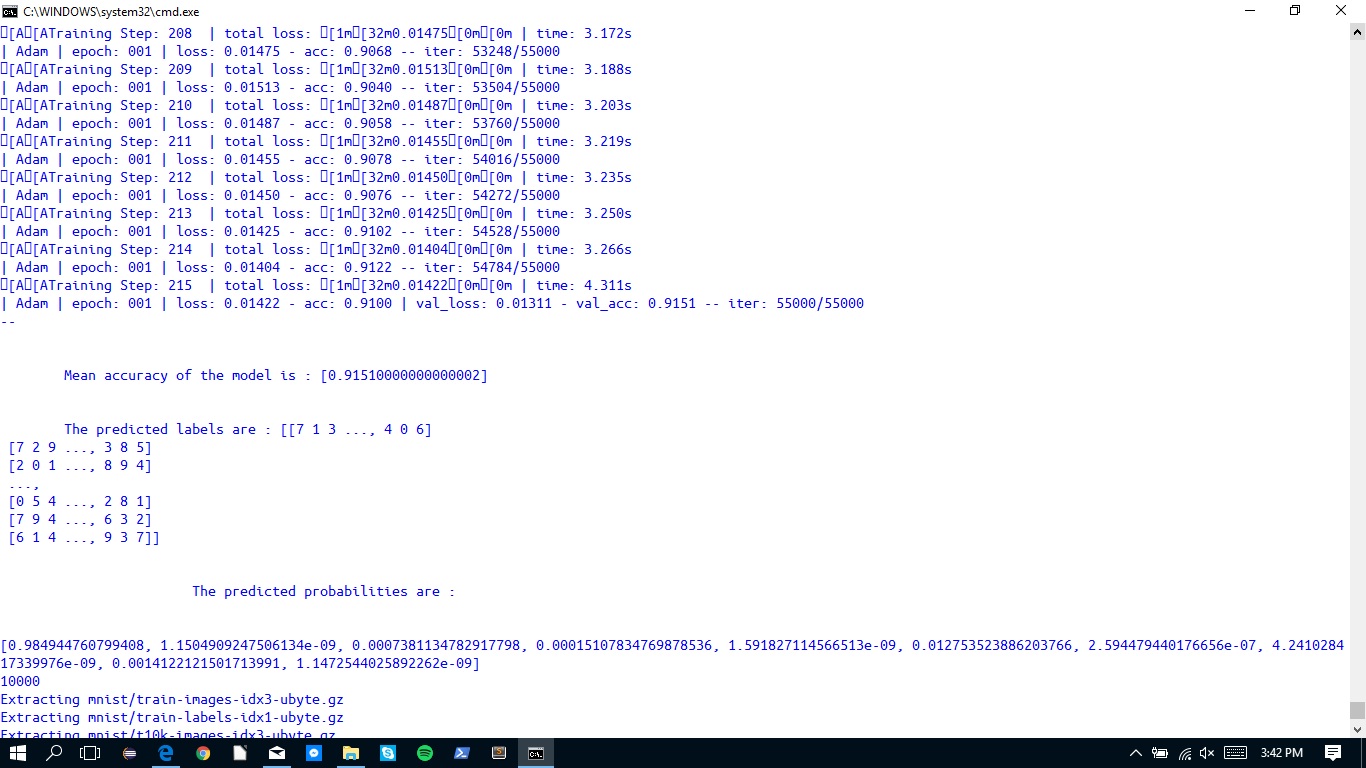 C:\WINDOWS\system32\cmd.exe
[A[ATraining Step: 208  | total loss: [1m[32m0.01475[0m[0m | time: 3.172s
| Adam | epoch: 001 | loss: 0.01475 - acc: 0.9068 -- iter: 53248/55000
[A[ATraining Step: 209  | total loss: [1m[32m0.01513[0m[0m | time: 3.188s
| Adam | epoch: 001 | loss: 0.01513 - acc: 0.9040 -- iter: 53504/55000
[A[ATraining Step: 210  | total loss: [1m[32m0.01487[0m[0m | time: 3.203s
| Adam | epoch: 001 | loss: 0.01487 - acc: 0.9058 -- iter: 53760/55000
[A[ATraining Step: 211  | total loss: [1m[32m0.01455[0m[0m | time: 3.219s
| Adam | epoch: 001 | loss: 0.01455 - acc: 0.9078 -- iter: 54016/55000
[A[ATraining Step: 212  | total loss: [1m[32m0.01450[0m[0m | time: 3.235s
| Adam | epoch: 001 | loss: 0.01450 - acc: 0.9076 -- iter: 54272/55000
[A[ATraining Step: 213  | total loss: [1m[32m0.01425[0m[0m | time: 3.250s
| Adam | epoch: 001 | loss: 0.01425 - acc: 0.9102 -- iter: 54528/55000
[A[ATraining Step: 214  | total loss: [1m[32m0.01404[0m[0m | time: 3.266s
| Adam | epoch: 001 | loss: 0.01404 - acc: 0.9122 -- iter: 54784/55000
[A[ATraining Step: 215  | total loss: [1m[32m0.01422[0m[0m | time: 4.311s
| Adam | epoch: 001 | loss: 0.01422 - acc: 0.9100 | val_loss: 0.01311 - val_acc: 0.9151 -- iter: 55000/55000
--
Mean accuracy of the model is : [0.91510000000000002]
The predicted labels are : [[7 1 3 ..., 4 0 6]
[7 2 9 ..., 3 8 5]
[2 0 1 ..., 8 9 4]
...,
[0 5 4 ..., 2 8 1]
[7 9 4 ..., 6 3 2]
[6 1 4 ..., 9 3 7]]
The predicted probabilities are :
[0.984944760799408, 1.1504909247506134e-09, 0.0007381134782917798, 0.00015107834769878536, 1.591827114566513e-09, 0.012753523886203766, 2.594479440176656e-07, 4.2410284
17339976e-09, 0.0014122121501713991, 1.1472544025892262e-09]
10000
Extracting mnist/train-images-idx3-ubyte.gz
Extracting mnist/train-labels-idx1-ubyte.gz
Extracting mnist/t10k-images-idx3-ubyte.gz
3:42 PM